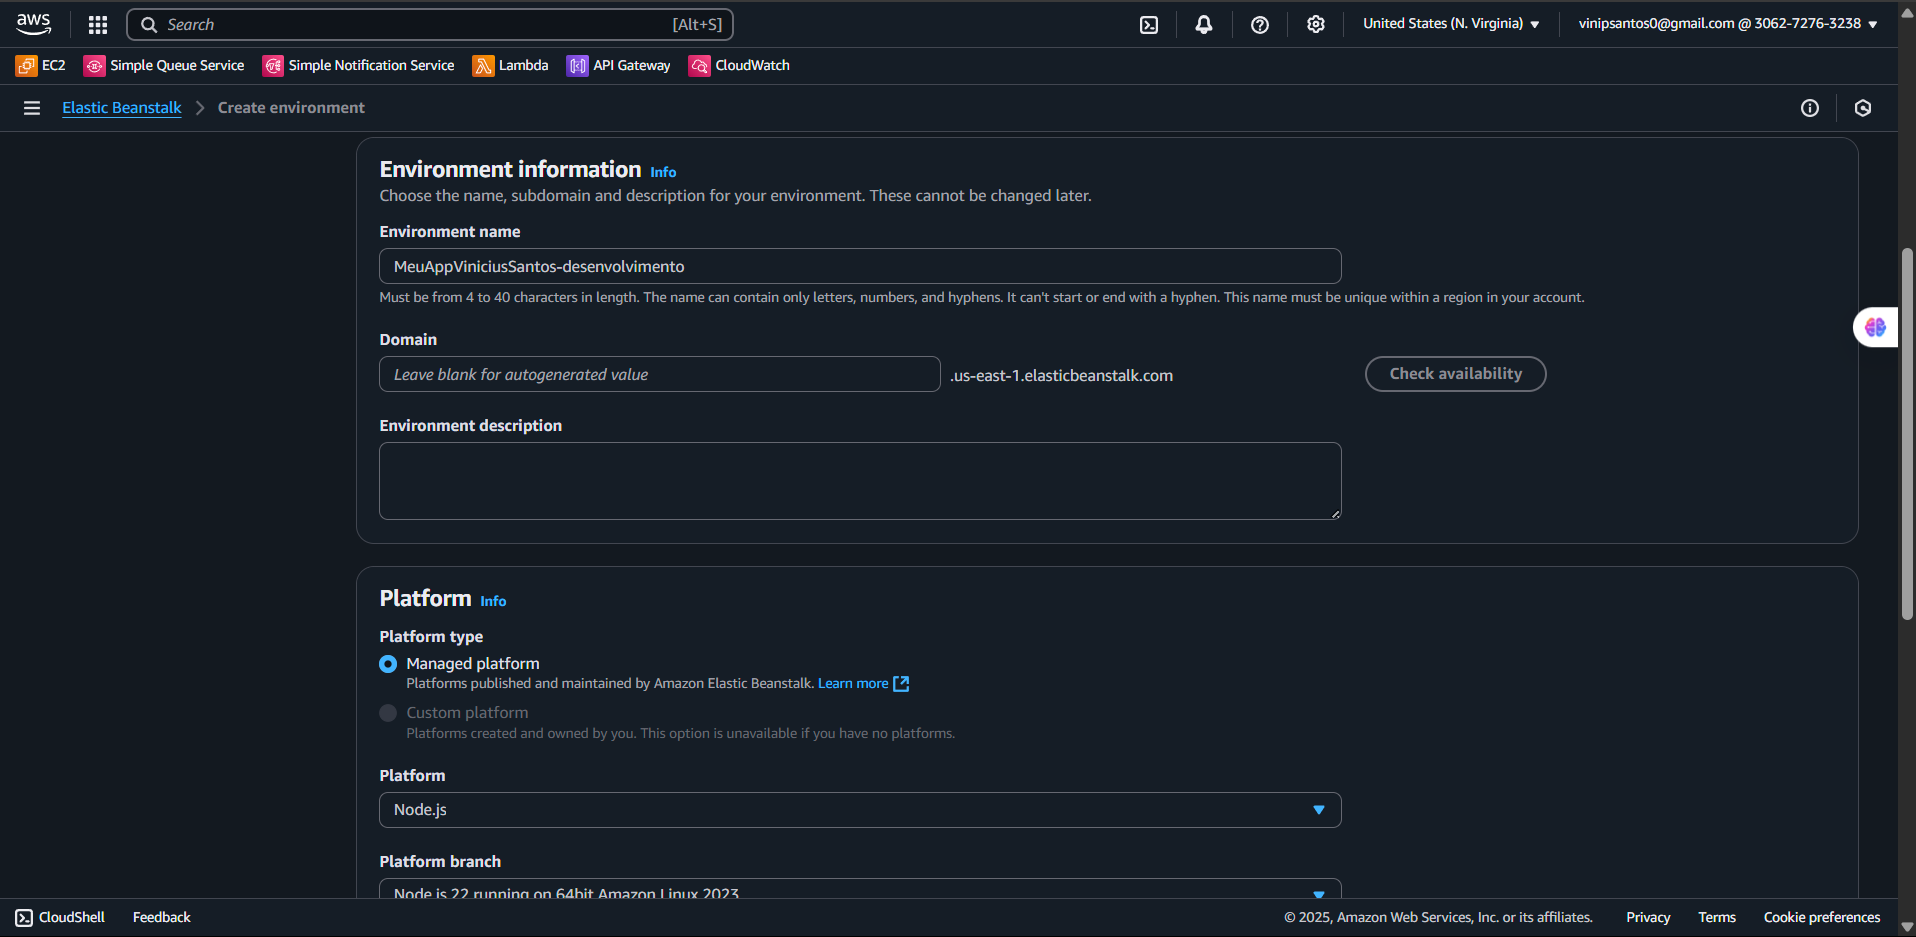 aws
Search [Alt+S]
United States (N. Virginia)
vinipsantos0@gmail.com @ 3062-7276-3238
EC2
Simple Queue Service
Simple Notification Service
Lambda
API Gateway
CloudWatch
Elastic Beanstalk
Create environment
Environment information Info
Choose the name, subdomain and description for your environment. These cannot be changed later.
Environment name
MeuAppViniciusSantos-desenvolvimento
Must be from 4 to 40 characters in length. The name can contain only letters, numbers, and hyphens. It can't start or end with a hyphen. This name must be unique within a region in your account.
Domain
Leave blank for autogenerated value
.us-east-1.elasticbeanstalk.com
Check availability
Environment description
Platform Info
Platform type
Managed platform
Platforms published and maintained by Amazon Elastic Beanstalk. Learn more
Custom platform
Platforms created and owned by you. This option is unavailable if you have no platforms.
Platform
Node.js
Platform branch
Node.js 22 running on 64bit Amazon Linux 2023
CloudShell
Feedback
© 2025, Amazon Web Services, Inc. or its affiliates.
Privacy
Terms
Cookie preferences